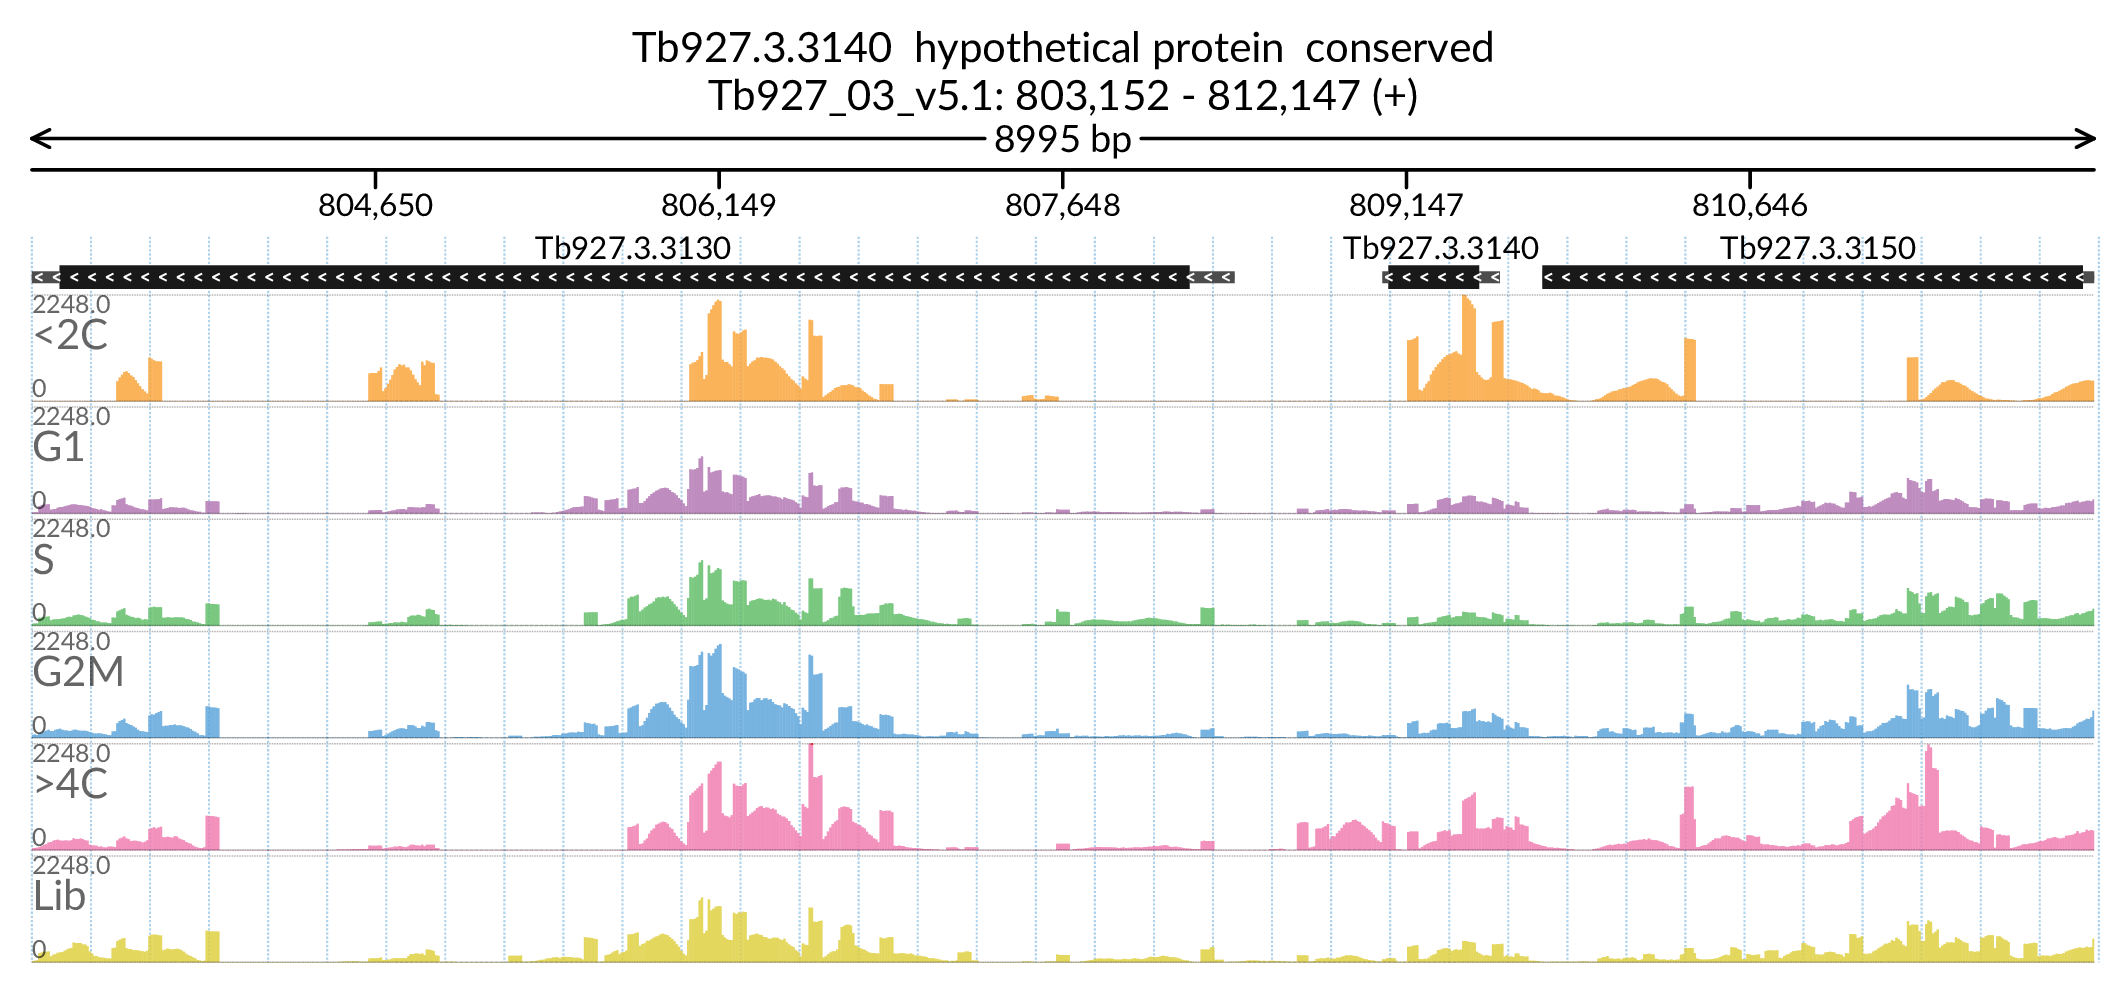 Tb927.3.3140  hypothetical protein  conserved
Tb927_03_v5.1: 803,152 - 812,147 (+)
8995 bp
804,650 806,149 807,648 809,147 810,646
Tb927.3.3130 Tb927.3.3140 Tb927.3.3150
2248.0
<2C
0
2248.0
G1
0
2248.0
S
0
2248.0
G2M
0
2248.0
>4C
0
2248.0
Lib
0